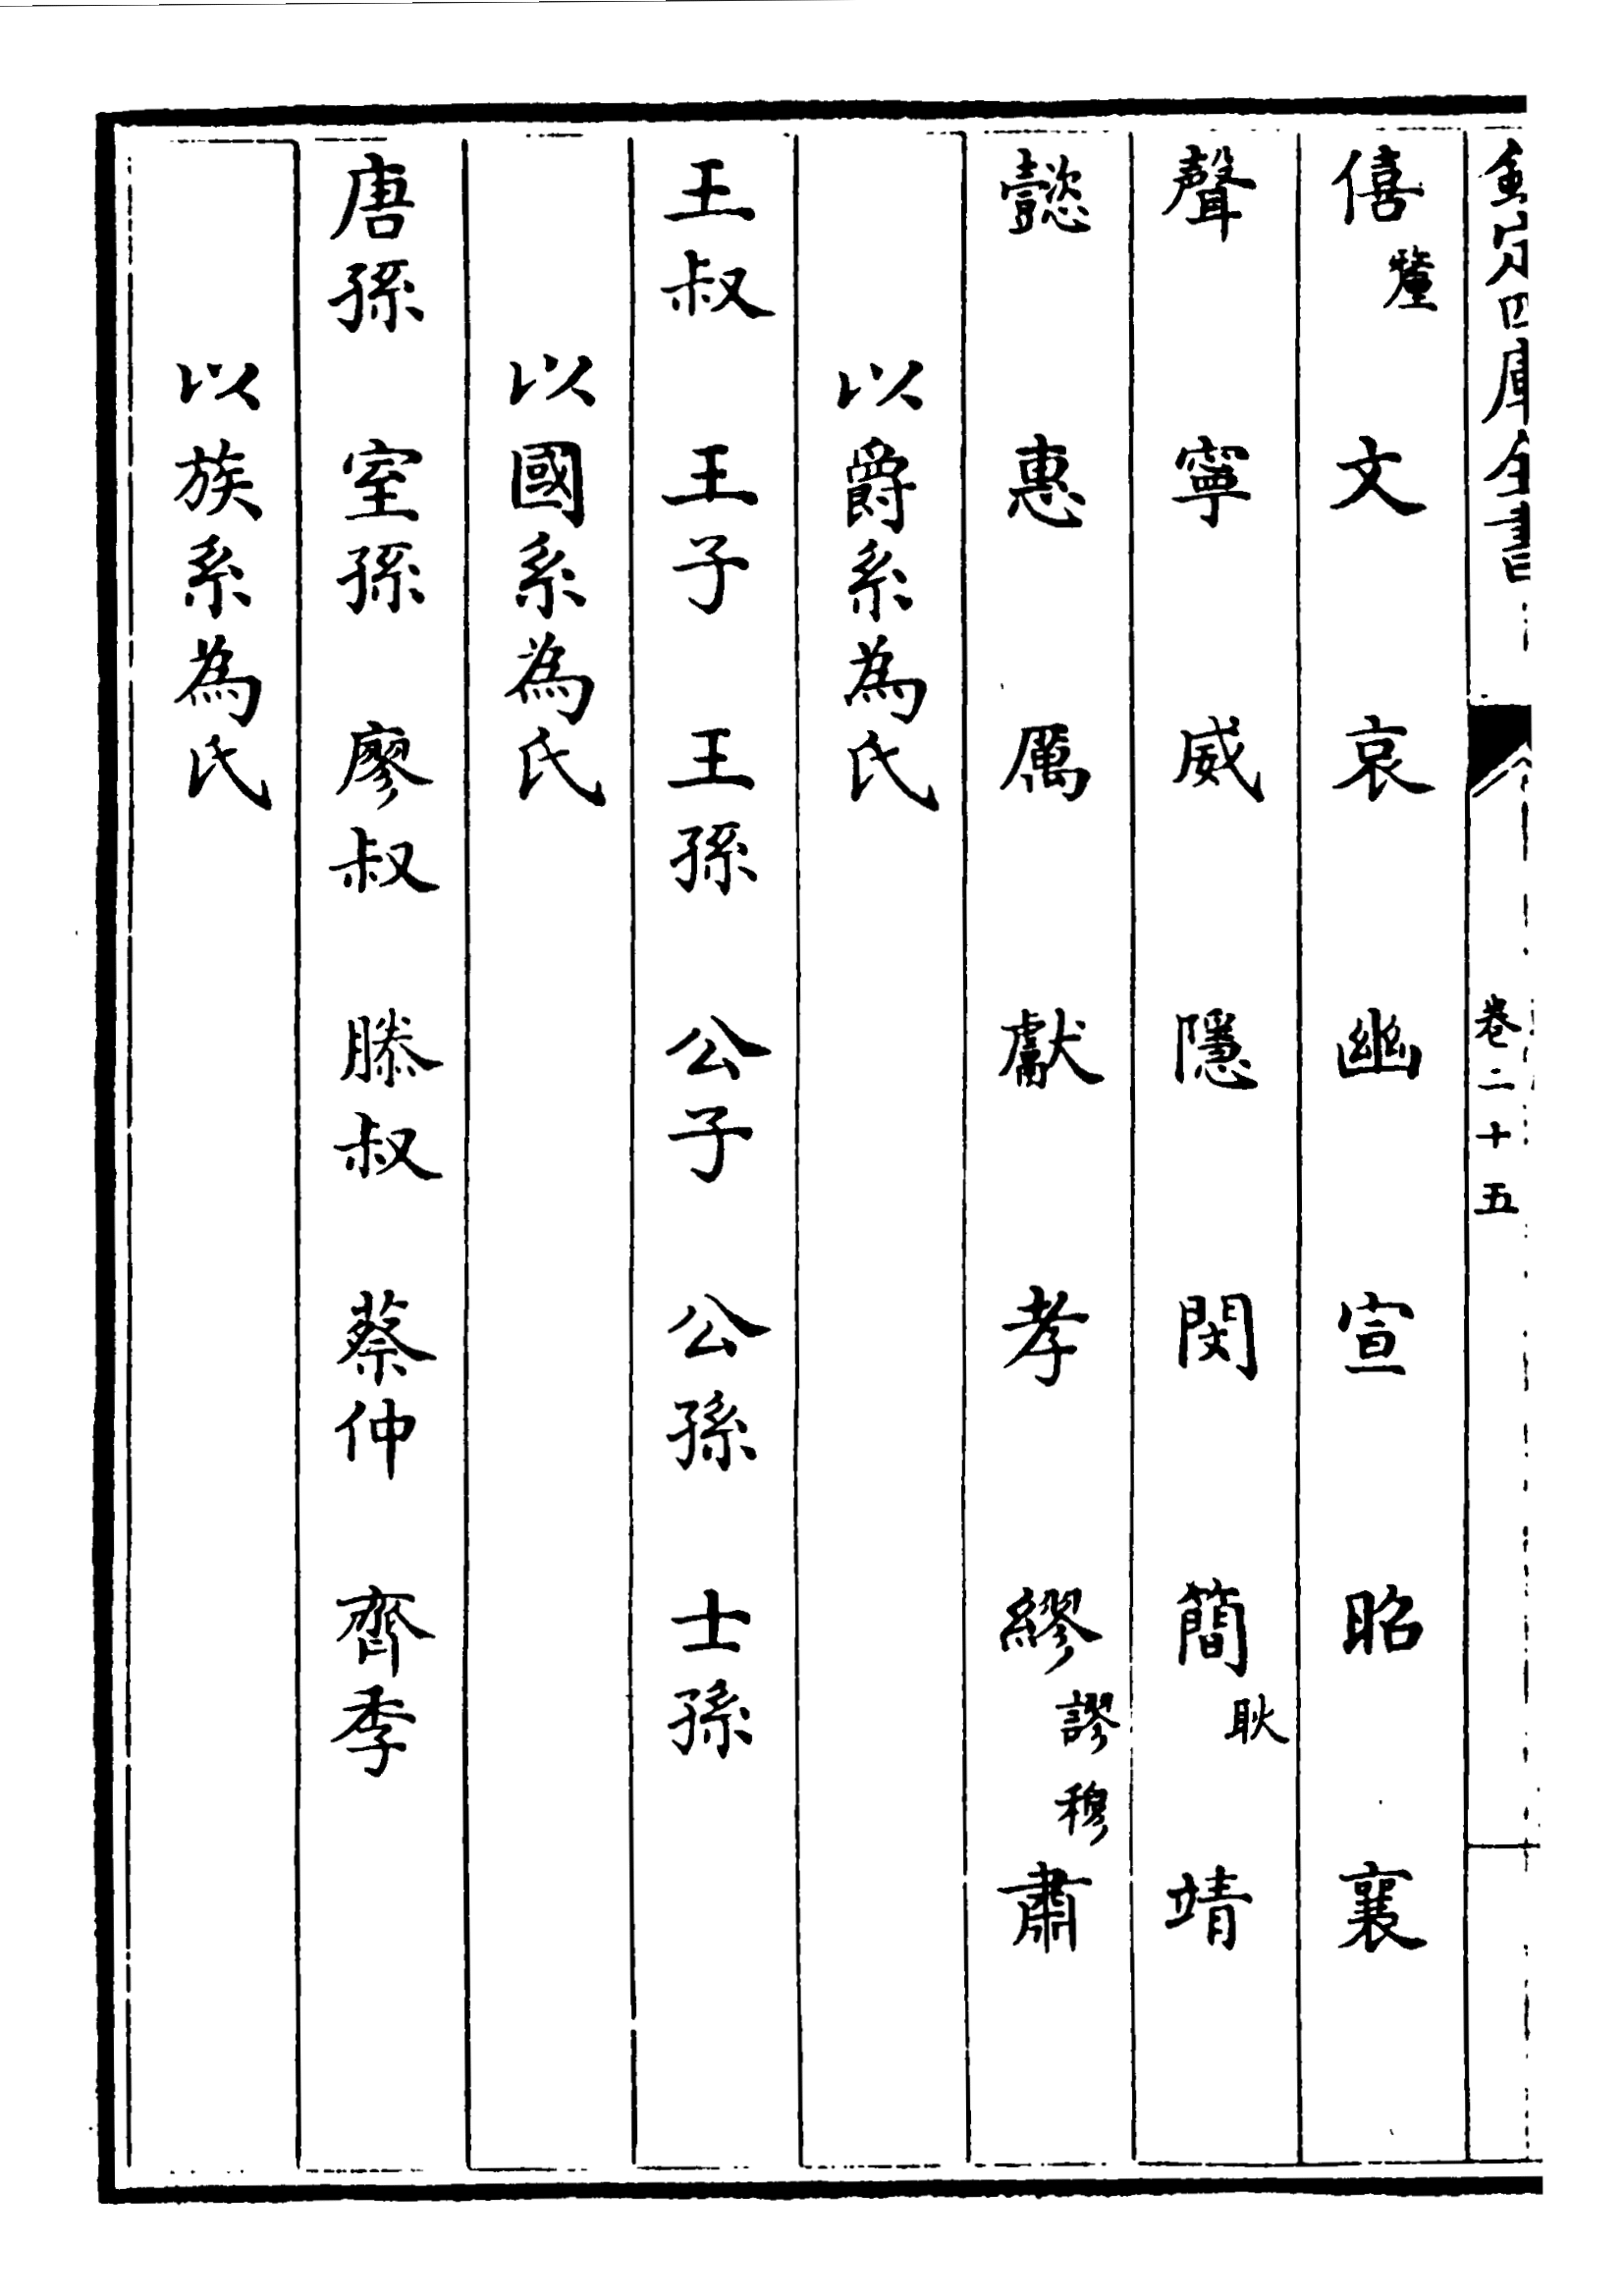 欽定四庫全書
卷二十五
僖釐 文 哀 幽 宣 昭 襄
聲 寧 威 隱 閔 簡耿 靖
懿 惠 厲 獻 孝 繆謬穆 肅
以爵系為氏
王叔 王子 王孫 公子 公孫 士孫
以國系為氏
唐孫 室孫 廖叔 滕叔 蔡仲 齊季
以族系為氏